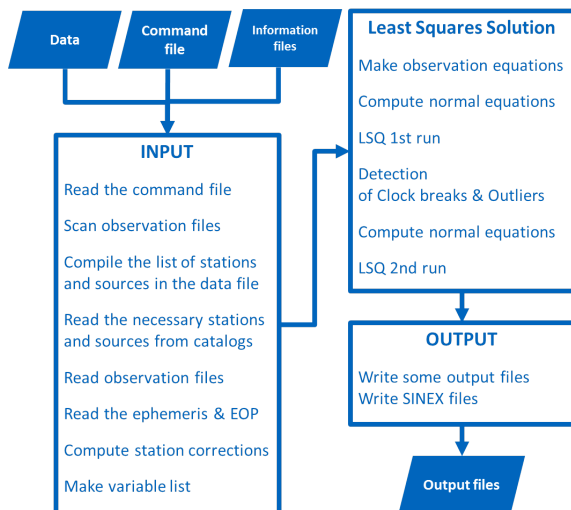 Data
Command
file
Information
files
INPUT
Read the command file
Scan observation files
Compile the list of stations
and sources in the data file
Read the necessary stations
and sources from catalogs
Read observation files
Read the ephemeris & EOP
Compute station corrections
Make variable list
Least Squares Solution
Make observation equations
Compute normal equations
LSQ 1st run
Detection
of Clock breaks & Outliers
Compute normal equations
LSQ 2nd run
OUTPUT
Write some output files
Write SINEX files
Output files